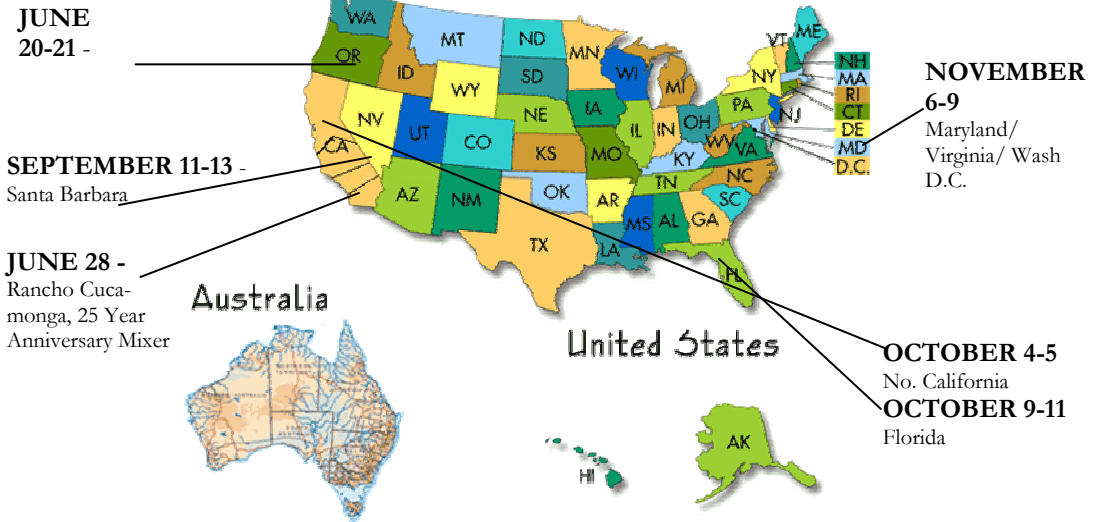 JUNE
20-21 -
SEPTEMBER 11-13 -
Santa Barbara
JUNE 28 -
Rancho Cuca-
monga, 25 Year
Anniversary Mixer
NOVEMBER
6-9
Maryland/
Virginia/ Wash
D.C.
OCTOBER 4-5
No. California
OCTOBER 9-11
Florida
Australia
United States
WA
OR
CA
ID
NV
MT
WY
UT
AZ
CO
NM
ND
SD
NE
KS
OK
TX
MN
IA
MO
AR
LA
WI
IL
MI
IN
OH
KY
TN
MS
AL
GA
FL
SC
NC
VA
WV
PA
NY
VT
ME
NH
MA
RI
CT
NJ
DE
MD
D.C.
HI
AK